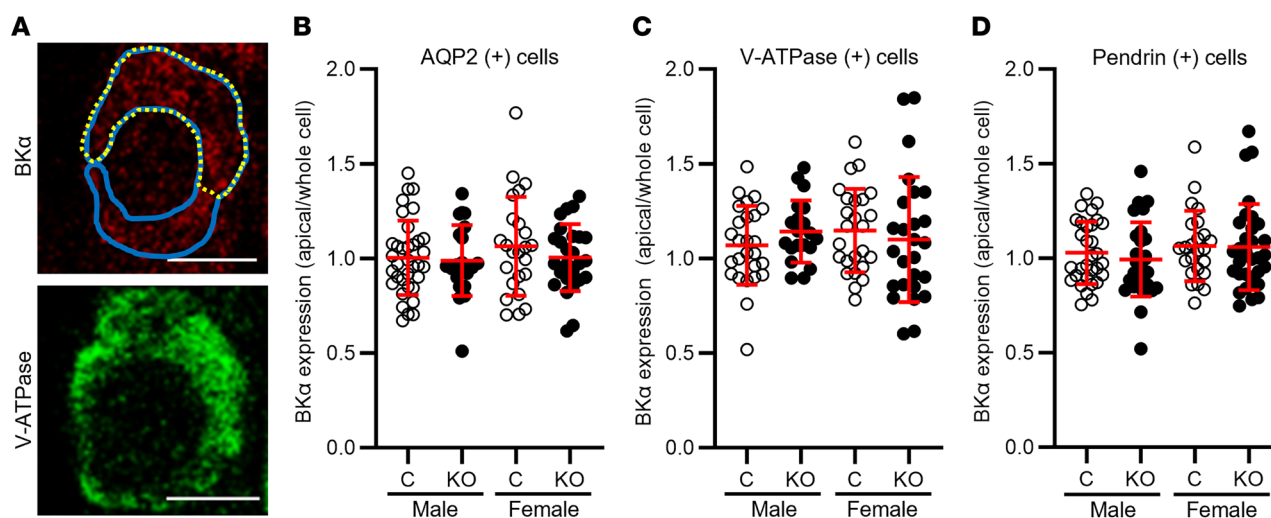 A
BKα
V-ATPase
B
AQP2 (+) cells
BKα expression (apical/whole cell)
2.0
1.5
1.0
0.5
0.0
C KO C KO
Male Female
C
V-ATPase (+) cells
BKα expression (apical/whole cell)
2.0
1.5
1.0
0.5
0.0
C KO C KO
Male Female
D
Pendrin (+) cells
BKα expression (apical/whole cell)
2.0
1.5
1.0
0.5
0.0
C KO C KO
Male Female